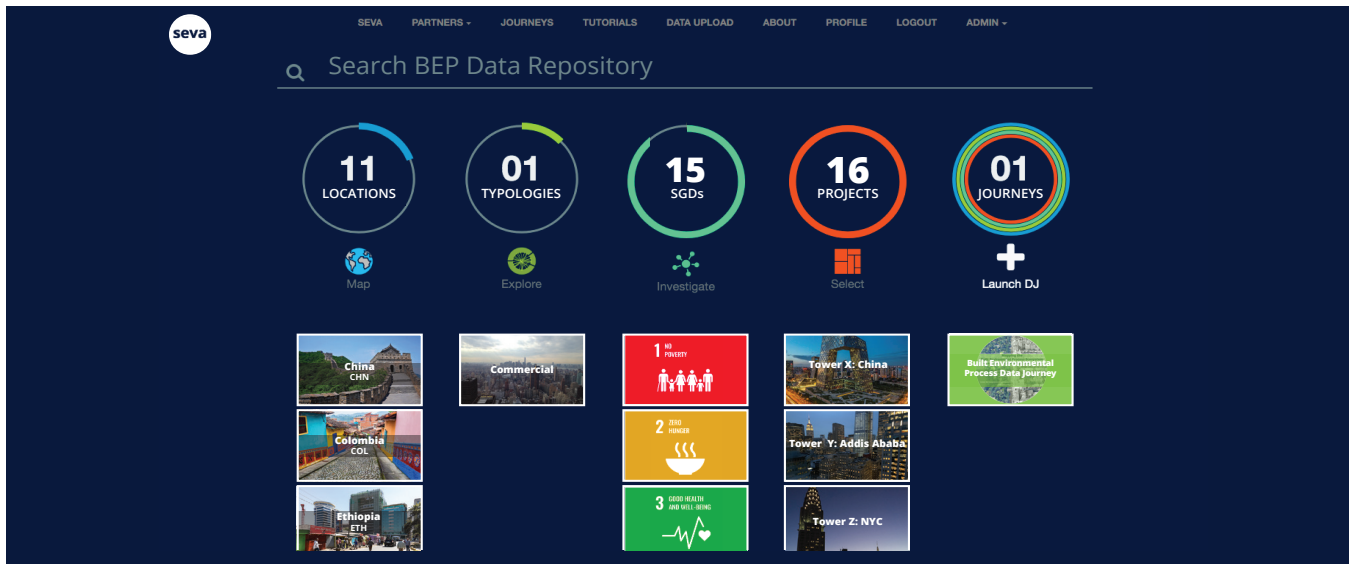 seva
SEVA PARTNERS JOURNEYS TUTORIALS DATA UPLOAD ABOUT PROFILE LOGOUT ADMIN
Search BEP Data Repository
11
LOCATIONS
01
TYPOLOGIES
15
SGDs
16
PROJECTS
01
JOURNEYS
Map
Explore
Investigate
Select
Launch DJ
China
CHN
Colombia
COL
Ethiopia
ETH
Commercial
1 NO
POVERTY
2 ZERO
HUNGER
3 GOOD HEALTH
AND WELL-BEING
Tower X: China
Tower Y: Addis Ababa
Tower Z: NYC
Built Environmental
Process Data Journey